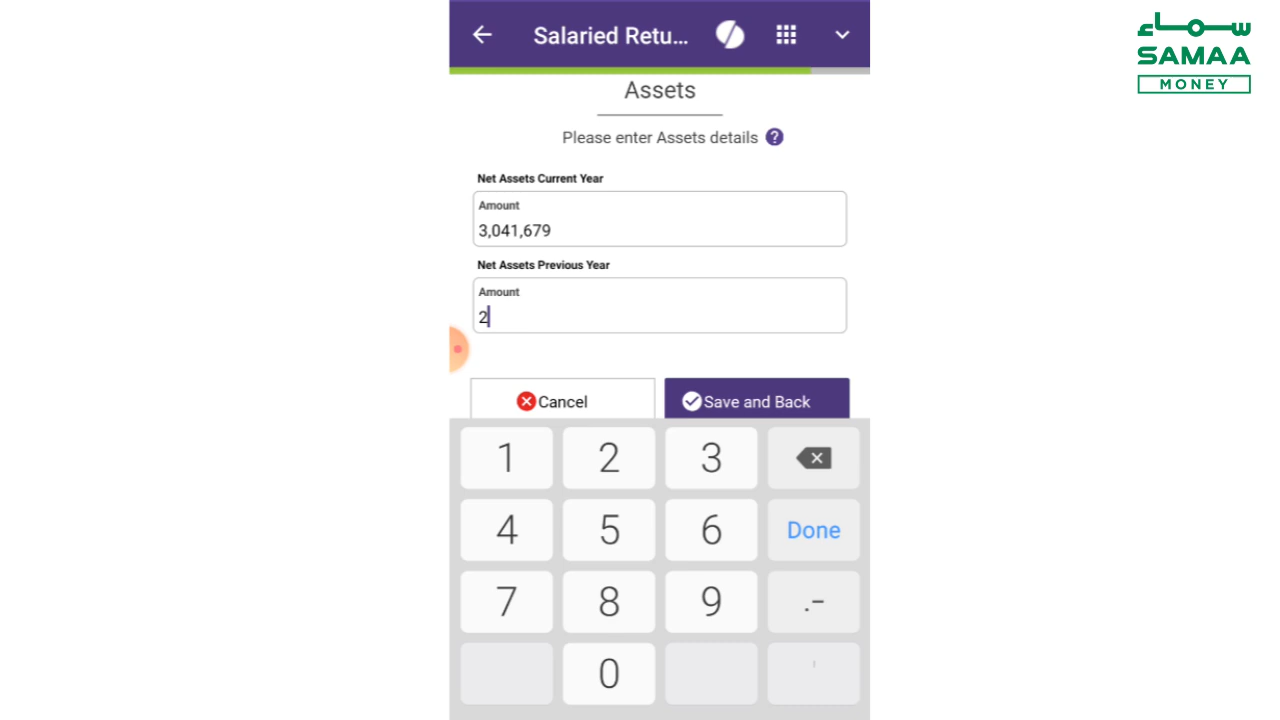 سماء
SAMAA
MONEY
Salaried Retu...
Assets
Please enter Assets details ?
Net Assets Current Year
Amount
3,041,679
Net Assets Previous Year
Amount
2
Cancel
Save and Back
1 2 3
4 5 6 Done
7 8 9 .-
0 '